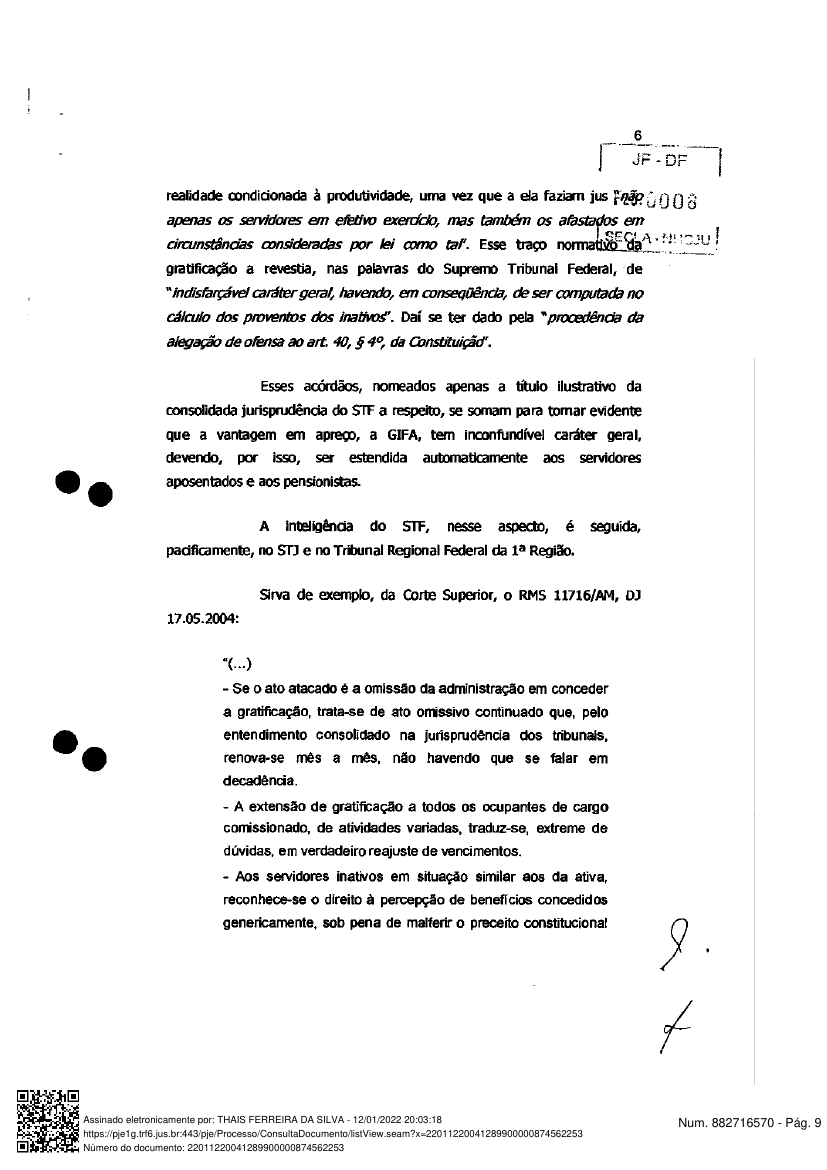 6
JF - DF
realidade condicionada à produtividade, uma vez que a ela faziam jus "não
0006
apenas os servidores em efetivo exercício, mas também os afastados em
circunstâncias consideradas por lei como tal". Esse traço normativo da
SECLA -
gratificação a revestia, nas palavras do Supremo Tribunal Federal, de
"indisfarçável caráter geral, havendo, em conseqüência, de ser computada no
cálculo dos proventos dos inativos". Daí se ter dado pela "procedência da
alegação de ofensa ao art. 40, § 4º, da Constituição".
Esses acórdãos, nomeados apenas a título ilustrativo da
consolidada jurisprudência do STF a respeito, se somam para tornar evidente
que a vantagem em apreço, a GIFA, tem inconfundível caráter geral,
devendo, por isso, ser estendida automaticamente aos servidores
aposentados e aos pensionistas.
A inteligência do STF, nesse aspecto, é seguida,
pacificamente, no STJ e no Tribunal Regional Federal da 1ª Região.
Sirva de exemplo, da Corte Superior, o RMS 11716/AM, DJ
17.05.2004:
"(...)
- Se o ato atacado é a omissão da administração em conceder
a gratificação, trata-se de ato omissivo continuado que, pelo
entendimento consolidado na jurisprudência dos tribunais,
renova-se mês a mês, não havendo que se falar em
decadência.
- A extensão de gratificação a todos os ocupantes de cargo
comissionado, de atividades variadas, traduz-se, extreme de
dúvidas, em verdadeiro reajuste de vencimentos.
- Aos servidores inativos em situação similar aos da ativa,
reconhece-se o direito à percepção de benefícios concedidos
genericamente, sob pena de malferir o preceito constitucional
Assinado eletronicamente por: THAIS FERREIRA DA SILVA - 12/01/2022 20:03:18
https://pje1g.trf6.jus.br:443/pje/Processo/ConsultaDocumento/listView.seam?x=22011220041289900000874562253
Número do documento: 22011220041289900000874562253
Num. 882716570 - Pág. 9